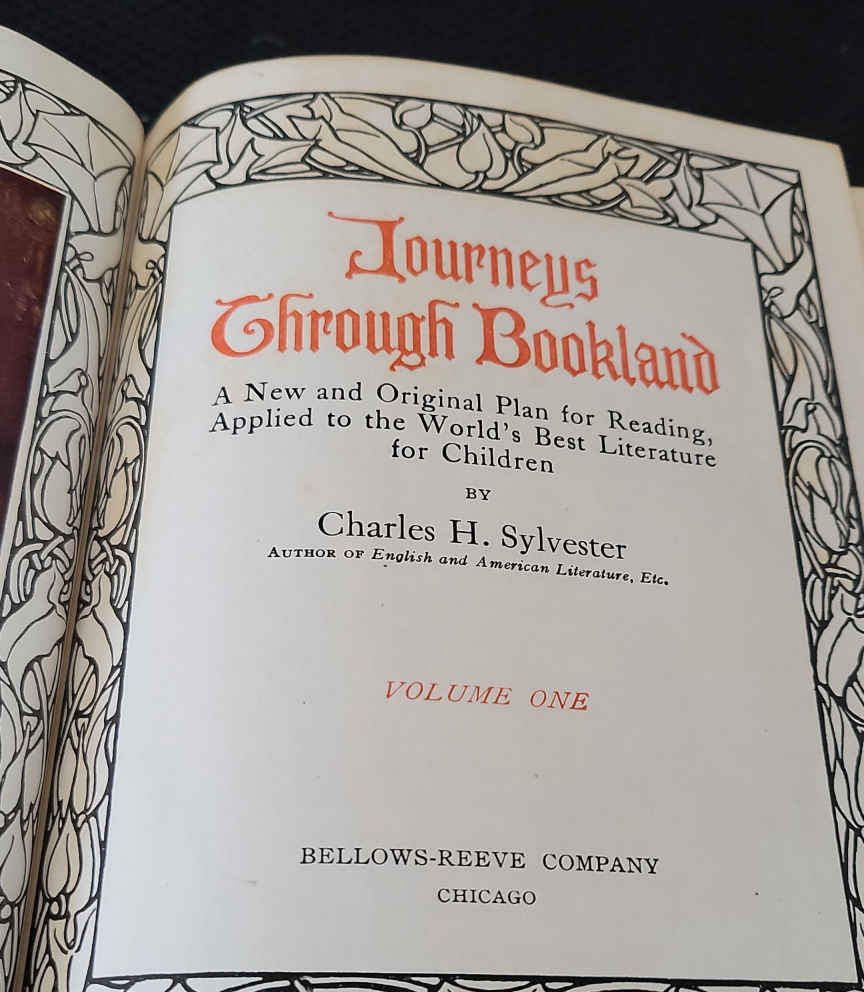 Journeys
Through Bookland
A New and Original Plan for Reading,
Applied to the World's Best Literature
for Children
BY
Charles H. Sylvester
AUTHOR OF English and American Literature, Etc.
VOLUME ONE
BELLOWS-REEVE COMPANY
CHICAGO